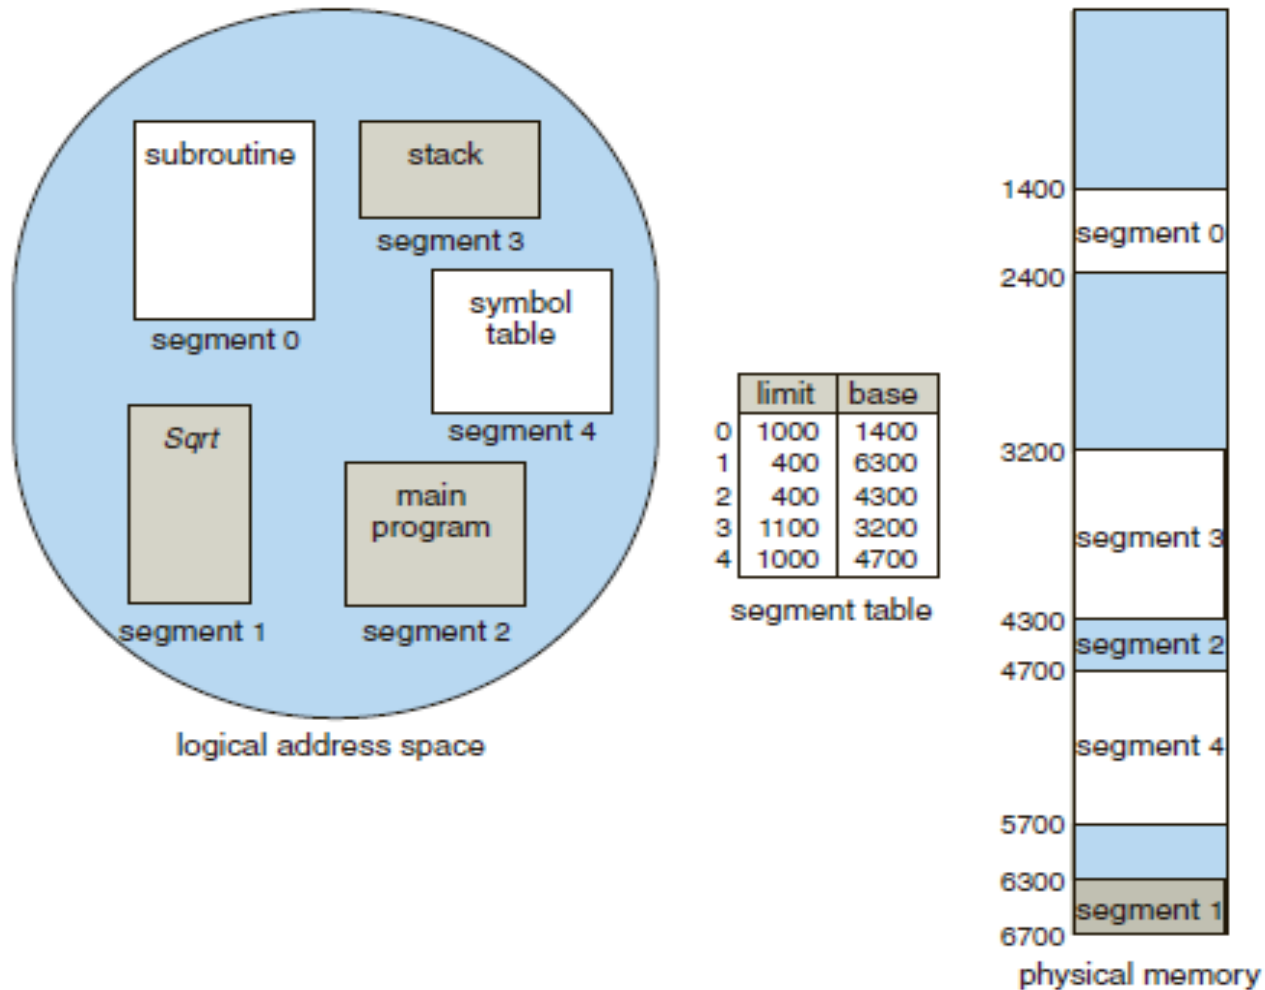 subroutine
stack
segment 3
symbol
table
segment 0
segment 4
Sqrt
main
program
segment 1
segment 2
logical address space
limit base
0 1000 1400
1 400 6300
2 400 4300
3 1100 3200
4 1000 4700
segment table
1400
segment 0
2400
3200
segment 3
4300
segment 2
4700
segment 4
5700
6300
segment 1
6700
physical memory